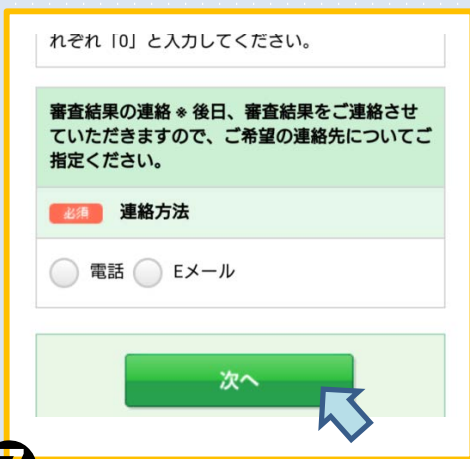 れぞれ「0」と入力してください。
審査結果の連絡 ※ 後日、審査結果をご連絡させ
ていただきますので、ご希望の連絡先についてご
指定ください。
必須 連絡方法
電話 Eメール
次へ